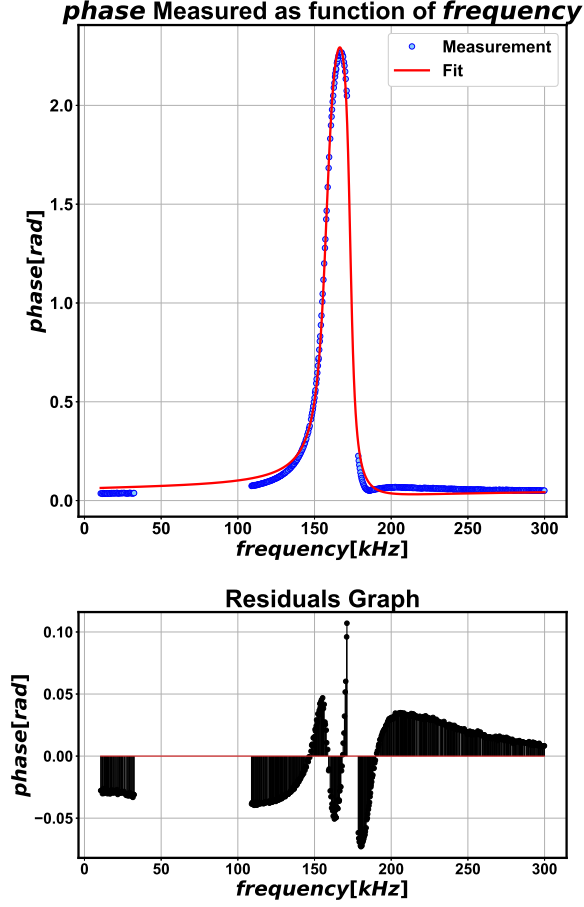 phase Measured as function of frequency
Measurement
Fit
phase[rad]
2.0
1.5
1.0
0.5
0.0
0 50 100 150 200 250 300
frequency[kHz]
Residuals Graph
phase[rad]
0.10
0.05
0.00
−0.05
0 50 100 150 200 250 300
frequency[kHz]